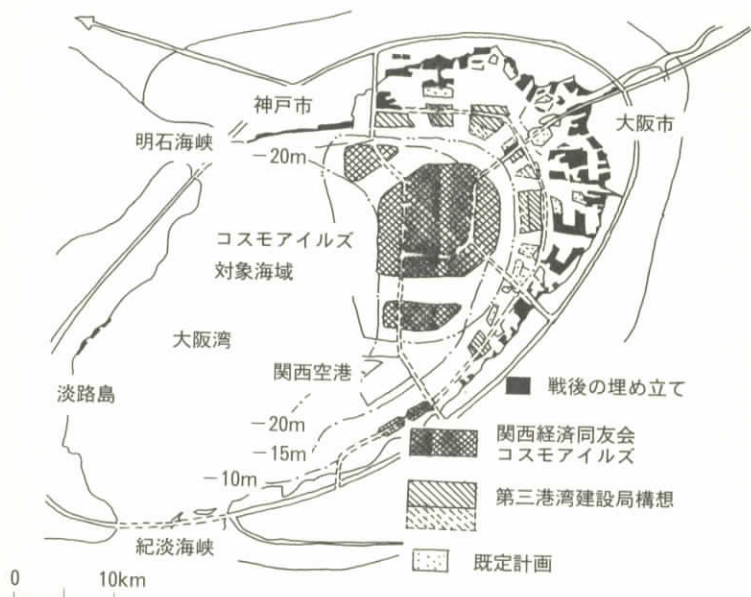 神戸市
大阪市
明石海峡
−20m
コスモアイルズ
対象海域
大阪湾
関西空港
淡路島
戦後の埋め立て
−20m
関西経済同友会
コスモアイルズ
−15m
−10m
第三港湾建設局構想
紀淡海峡
既定計画
0 10km